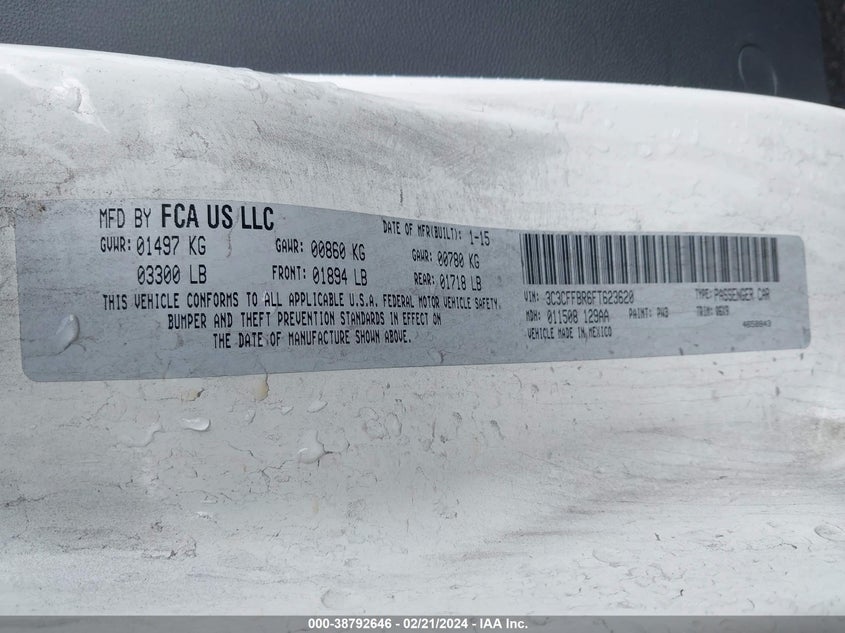 MFD BY FCA US LLC DATE OF MFR(BUILT): 1-15
GVWR: 01497 KG GAWR: 00860 KG GAWR: 00780 KG
03300 LB FRONT: 01894 LB REAR: 01718 LB
THIS VEHICLE CONFORMS TO ALL APPLICABLE U.S.A. FEDERAL MOTOR VEHICLE SAFETY,
BUMPER AND THEFT PREVENTION STANDARDS IN EFFECT ON
THE DATE OF MANUFACTURE SHOWN ABOVE.
VIN: 3C3CFFBR6FT623620 TYPE: PASSENGER CAR
MDH: 011508 129AA PAINT: PW3 TRIM:
VEHICLE MADE IN MEXICO
000-38792646 - 02/21/2024 - IAA Inc.